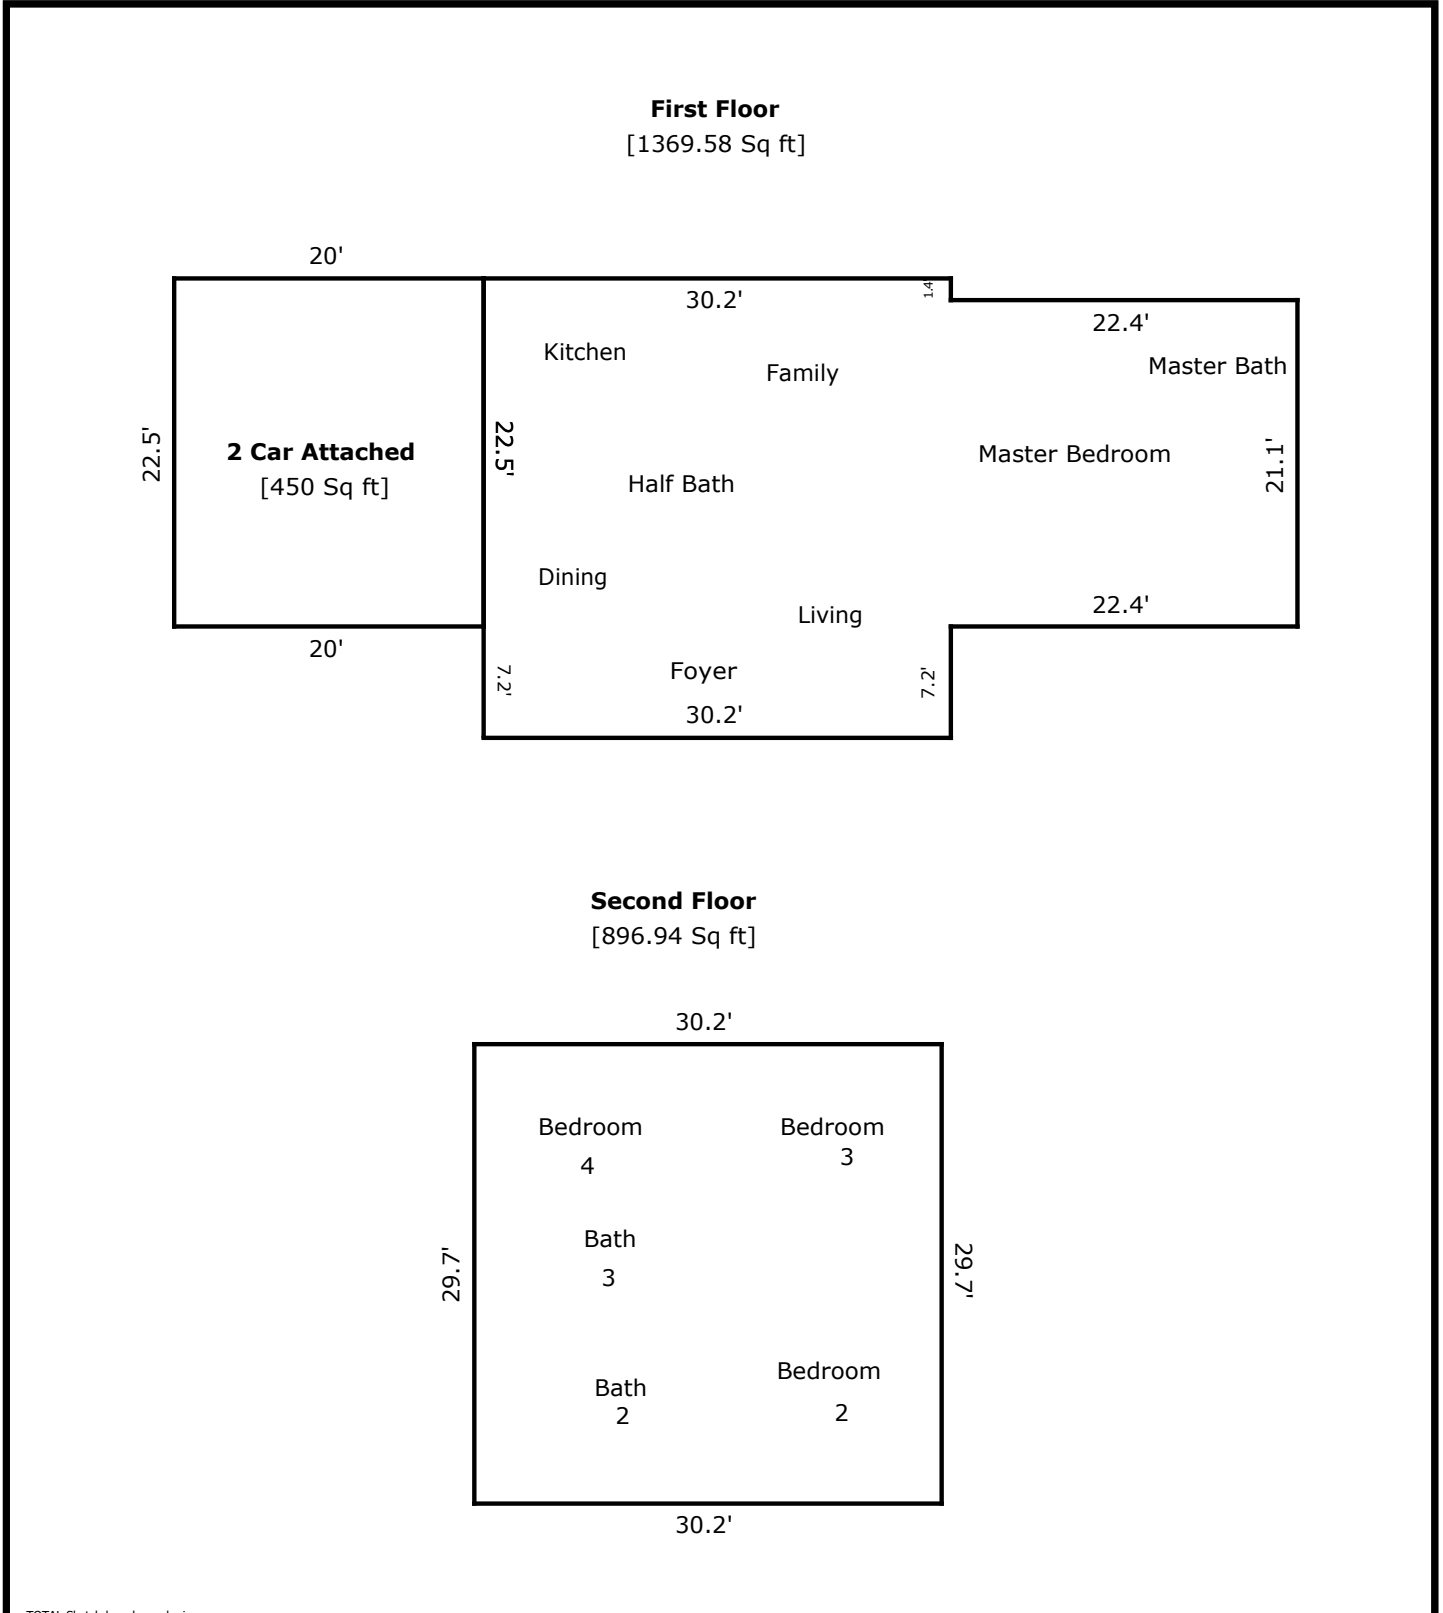 First Floor
[1369.58 Sq ft]
20'
30.2'
1.4'
22.4'
Kitchen
Family
Master Bath
22.5'
2 Car Attached
[450 Sq ft]
22.5'
Half Bath
Master Bedroom
21.1'
Dining
Living
22.4'
20'
7.2'
Foyer
7.2'
30.2'
Second Floor
[896.94 Sq ft]
30.2'
Bedroom
4
Bedroom
3
Bath
3
29.7'
29.7'
Bath
2
Bedroom
2
30.2'